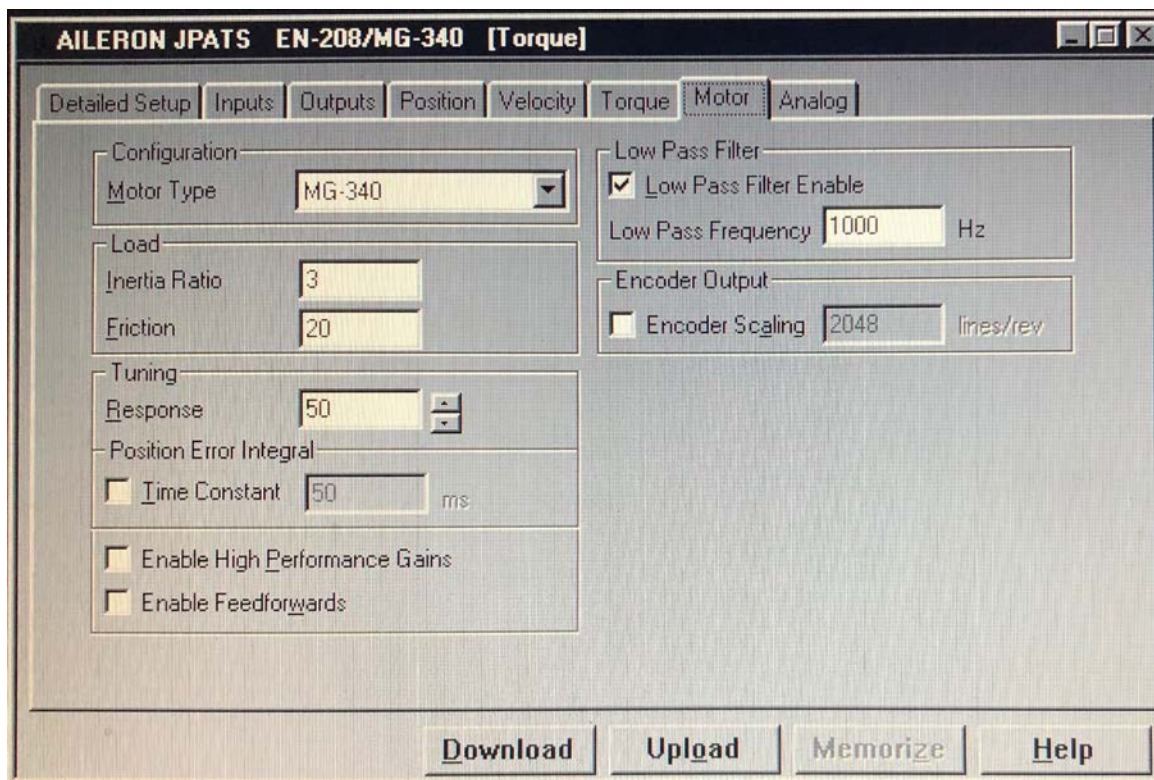 AILERON JPATS EN-208/MG-340 [Torque]
Detailed Setup Inputs Outputs Position Velocity Torque Motor Analog
Configuration
Motor Type MG-340
Load
Inertia Ratio 3
Friction 20
Tuning
Response 50
Position Error Integral
Time Constant 50 ms
Enable High Performance Gains
Enable Feedforwards
Low Pass Filter
Low Pass Filter Enable
Low Pass Frequency 1000 Hz
Encoder Output
Encoder Scaling 2048 lines/rev
Download Upload Memorize Help